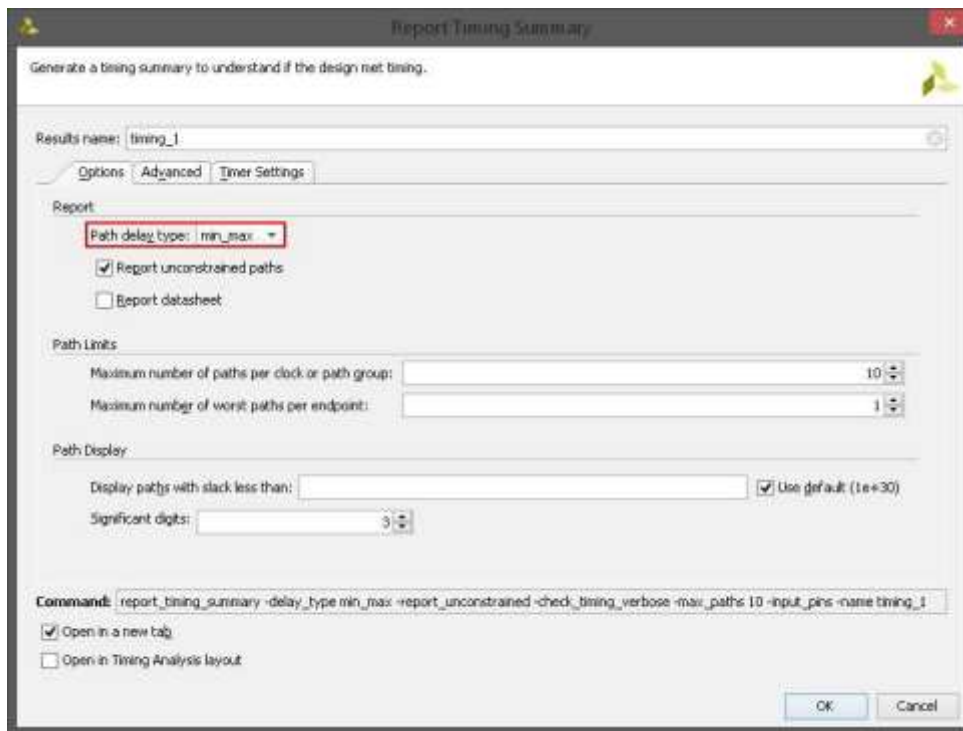 Report Timing Summary
Generate a timing summary to understand if the design met timing.
Results name: timing_1
Options Advanced Timer Settings
Report
Path delay type: min_max
Report unconstrained paths
Report datasheet
Path Limits
Maximum number of paths per clock or path group: 10
Maximum number of worst paths per endpoint: 1
Path Display
Display paths with slack less than: Use default (1e+30)
Significant digits: 3
Command: report_timing_summary -delay_type min_max -report_unconstrained -check_timing_verbose -max_paths 10 -input_pins -name timing_1
Open in a new tab
Open in Timing Analysis layout
OK Cancel